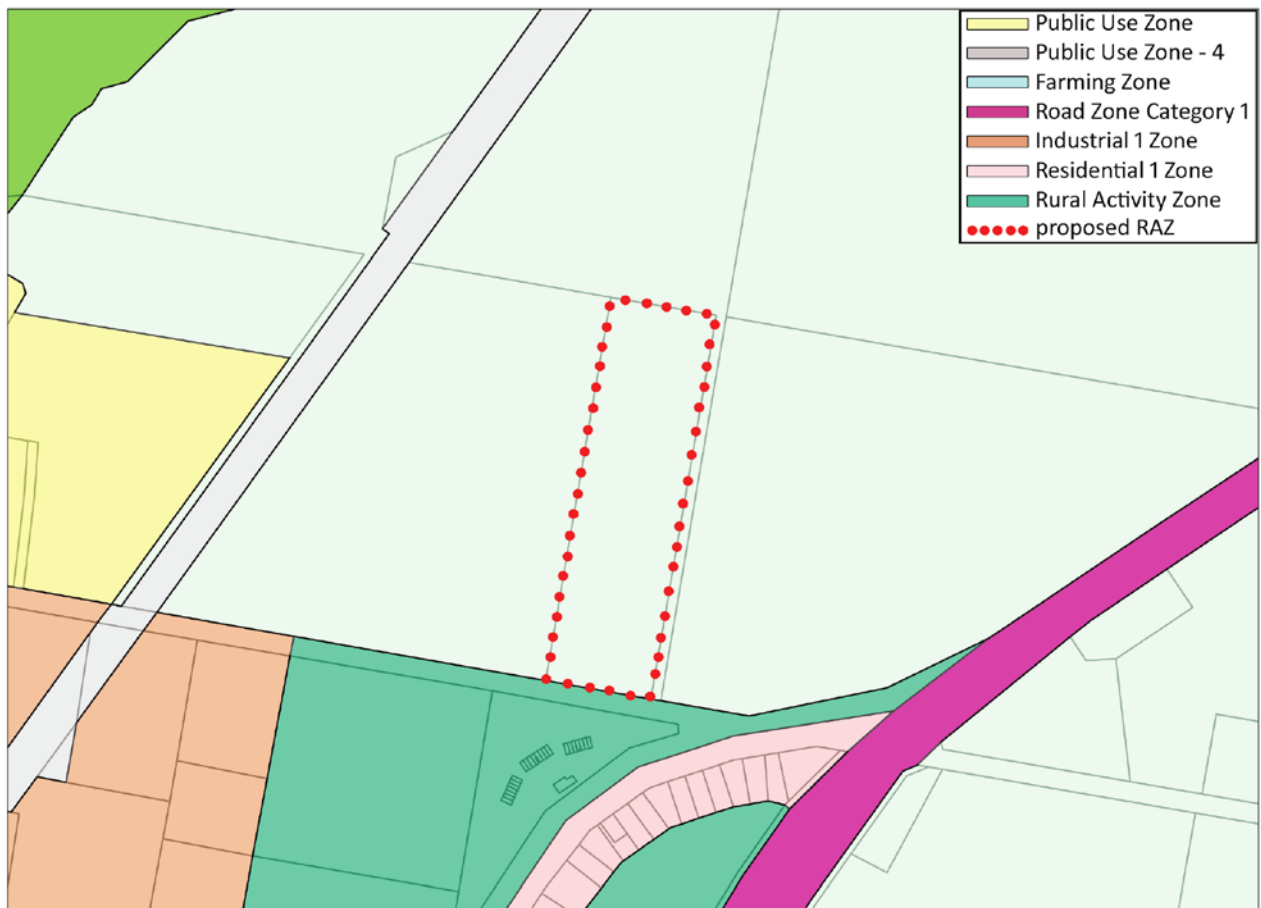 Public Use Zone
Public Use Zone - 4
Farming Zone
Road Zone Category 1
Industrial 1 Zone
Residential 1 Zone
Rural Activity Zone
proposed RAZ